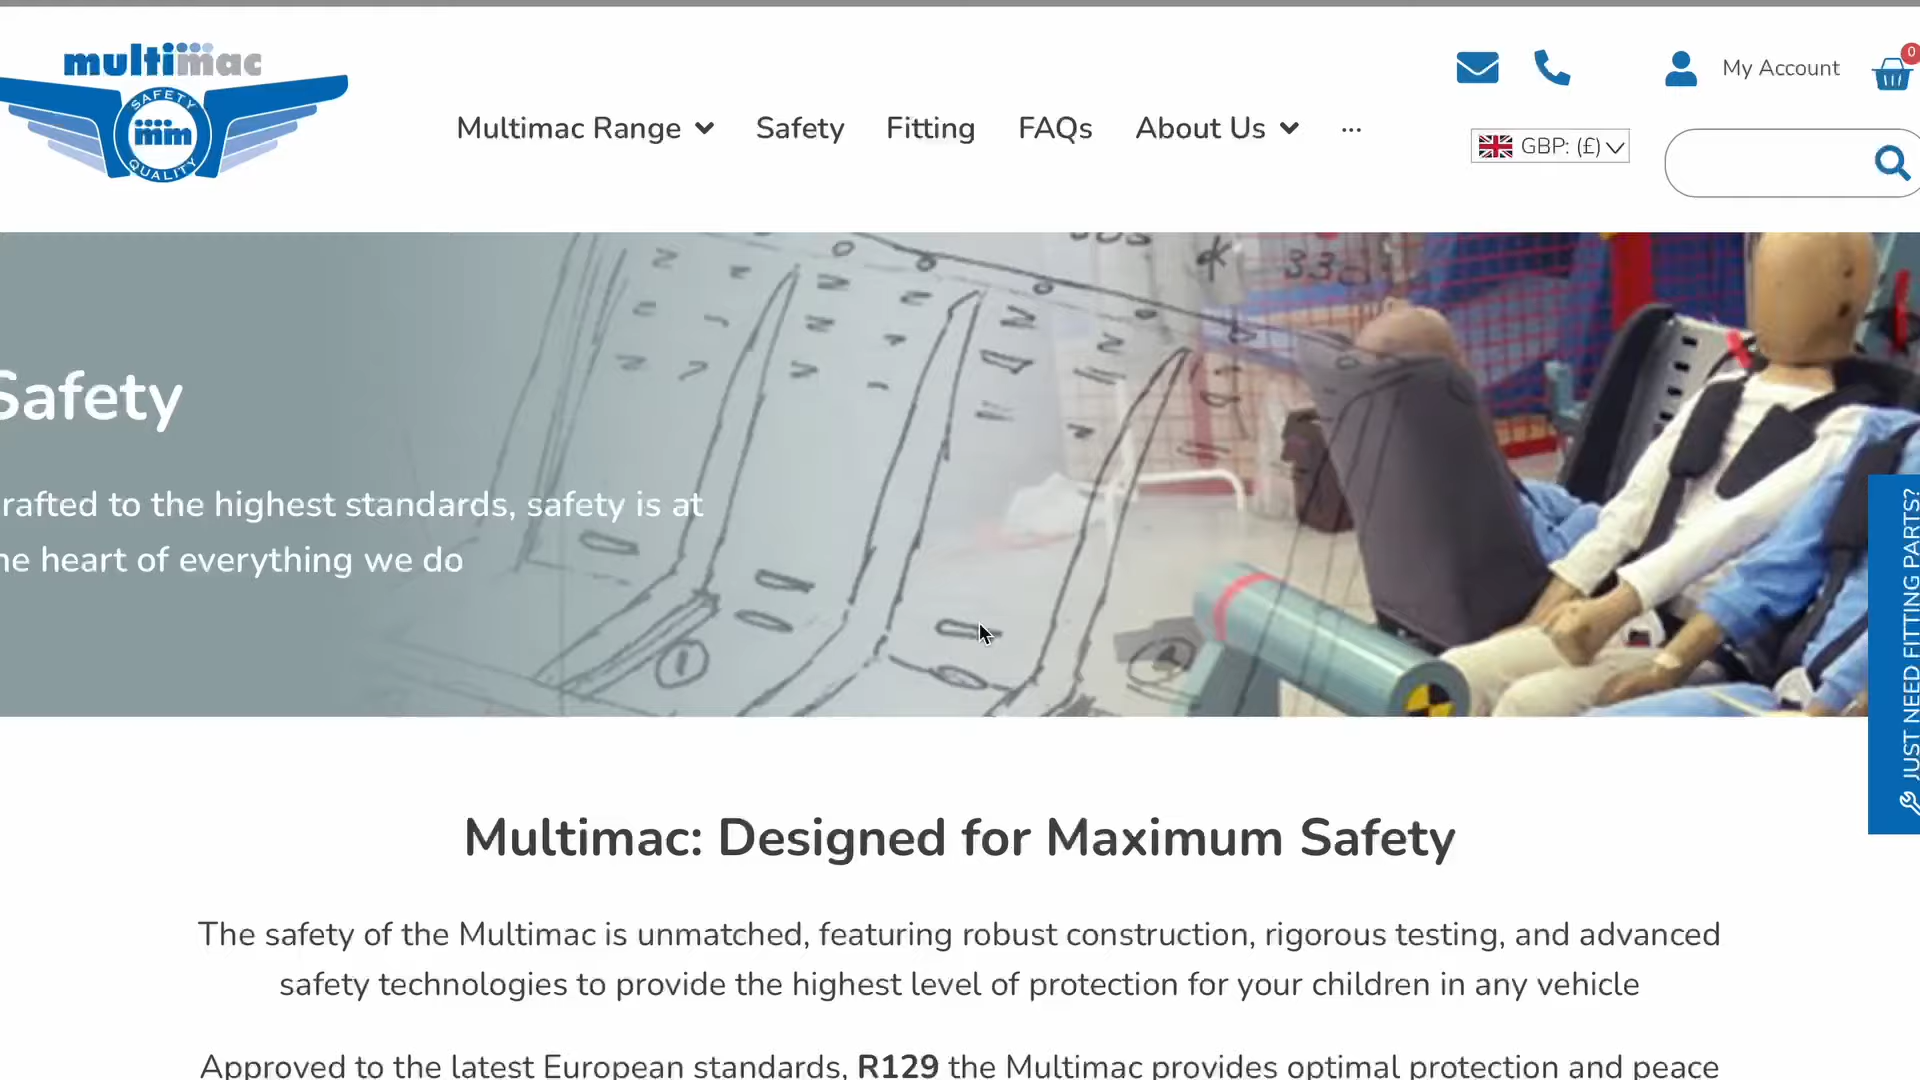 multimac
SAFETY
mm
QUALITY
Multimac Range
Safety
Fitting
FAQs
About Us
...
My Account
0
GBP: (£)
330
Safety
rafted to the highest standards, safety is at
he heart of everything we do
1
JUST NEED FITTING PARTS?
Multimac: Designed for Maximum Safety
The safety of the Multimac is unmatched, featuring robust construction, rigorous testing, and advanced
safety technologies to provide the highest level of protection for your children in any vehicle
Approved to the latest European standards, R129 the Multimac provides optimal protection and peace